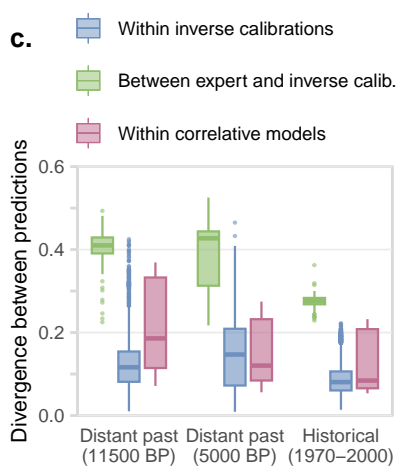 c.
Within inverse calibrations
Between expert and inverse calib.
Within correlative models
Divergence between predictions
0.6
0.4
0.2
0.0
Distant past Distant past Historical
(11500 BP) (5000 BP) (1970–2000)